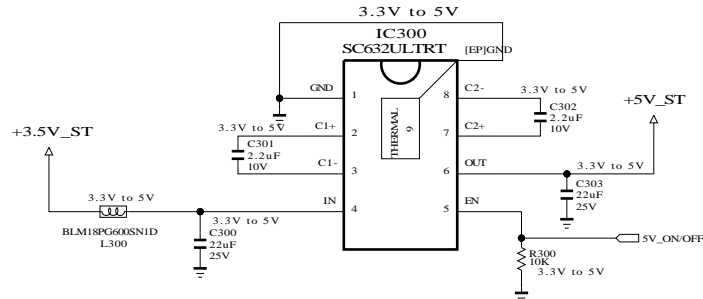 3.3V to 5V
IC300
SC632ULTRT
[EP]GND
GND
C1+
C1-
IN
1
2
3
4
THERMAL
9
8
7
6
5
C2-
C2+
OUT
EN
3.3V to 5V
C302
2.2uF
10V
+5V_ST
+3.5V_ST
3.3V to 5V
C301
2.2uF
10V
3.3V to 5V
C303
22uF
25V
3.3V to 5V
BLM18PG600SN1D
L300
3.3V to 5V
C300
22uF
25V
5V_ON/OFF
R300
10K
3.3V to 5V